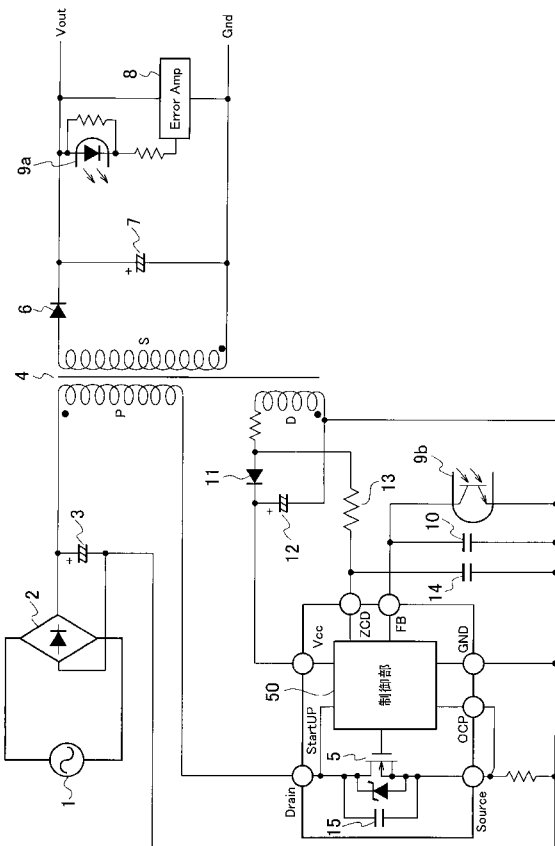 Vout
Gnd
8
Error Amp
9a
7
6
S
4
P
D
11
12
13
9b
10
14
3
2
1
Vcc
ZCD
FB
50
StartUP
制御部
GND
OCP
5
Drain
15
Source
+
+
+